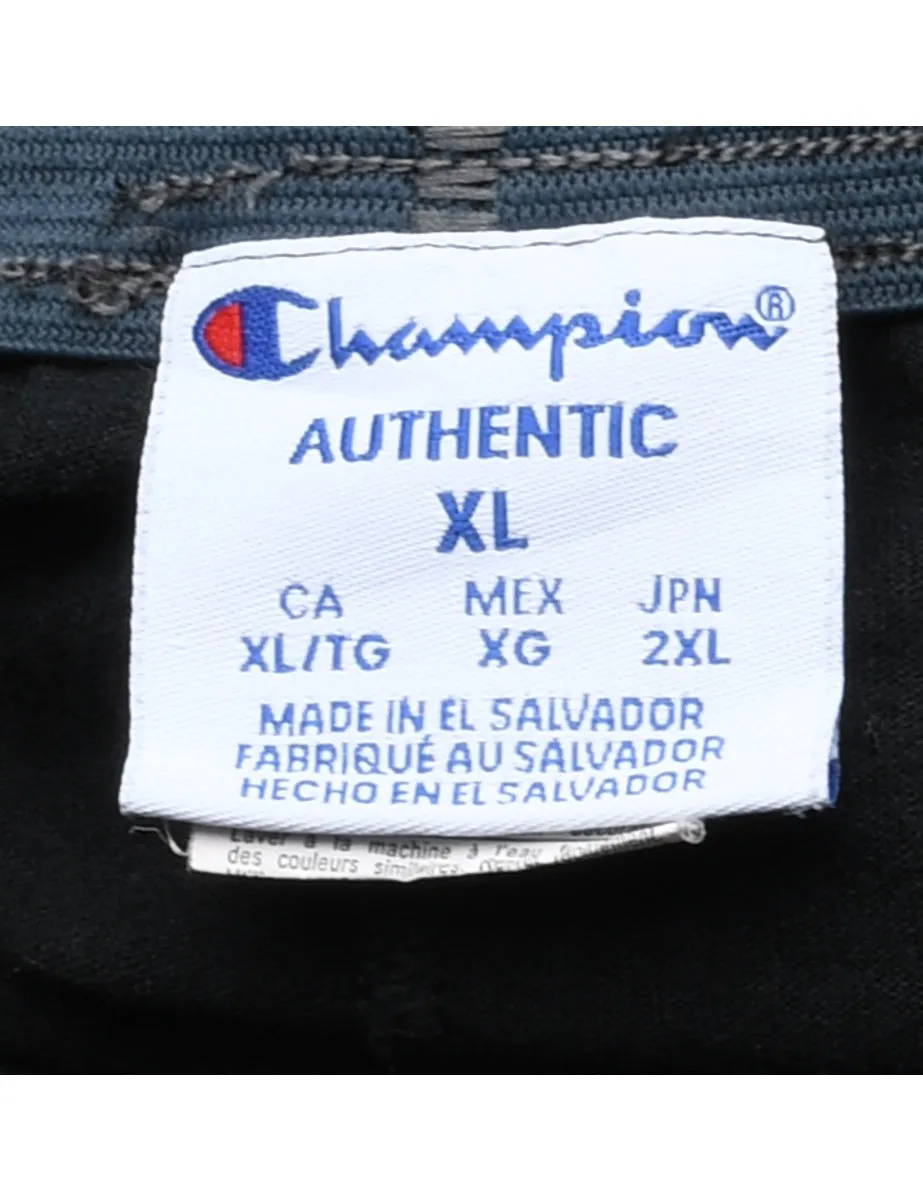 Champion®
AUTHENTIC
XL
CA MEX JPN
XL/TG XG 2XL
MADE IN EL SALVADOR
FABRIQUÉ AU SALVADOR
HECHO EN EL SALVADOR
Laver à la machine à l'eau
des couleurs similaires